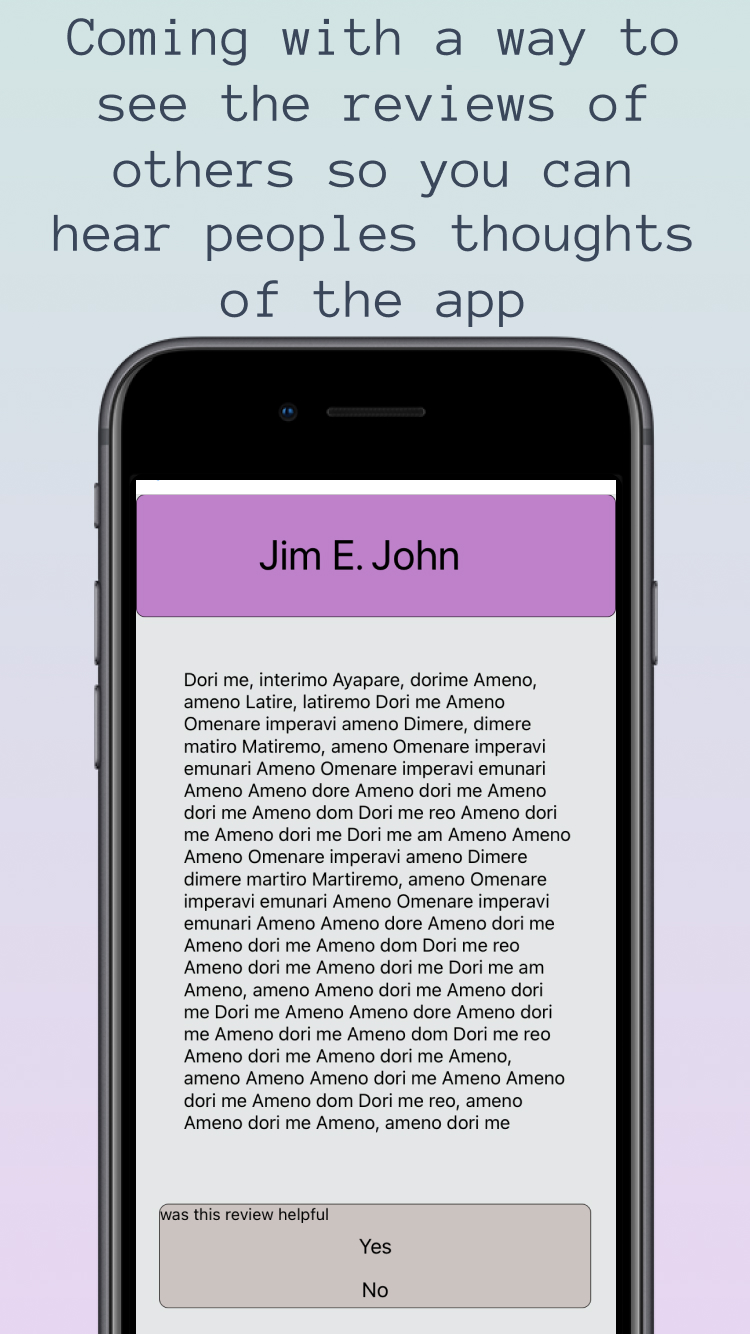 Coming with a way to
see the reviews of
others so you can
hear peoples thoughts
of the app
Jim E. John
Dori me, interimo Ayapare, dorime Ameno,
ameno Latire, latiremo Dori me Ameno
Omenare imperavi ameno Dimere, dimere
matiro Matiremo, ameno Omenare imperavi
emunari Ameno Omenare imperavi emunari
Ameno Ameno dore Ameno dori me Ameno
dori me Ameno dom Dori me reo Ameno dori
me Ameno dori me Dori me am Ameno Ameno
Ameno Omenare imperavi ameno Dimere
dimere martiro Martiremo, ameno Omenare
imperavi emunari Ameno Omenare imperavi
emunari Ameno Ameno dore Ameno dori me
Ameno dori me Ameno dom Dori me reo
Ameno dori me Ameno dori me Dori me am
Ameno, ameno Ameno dori me Ameno dori
me Dori me Ameno Ameno dore Ameno dori
me Ameno dori me Ameno dom Dori me reo
Ameno dori me Ameno dori me Ameno,
ameno Ameno Ameno dori me Ameno Ameno
dori me Ameno dom Dori me reo, ameno
Ameno dori me Ameno, ameno dori me
was this review helpful
Yes
No